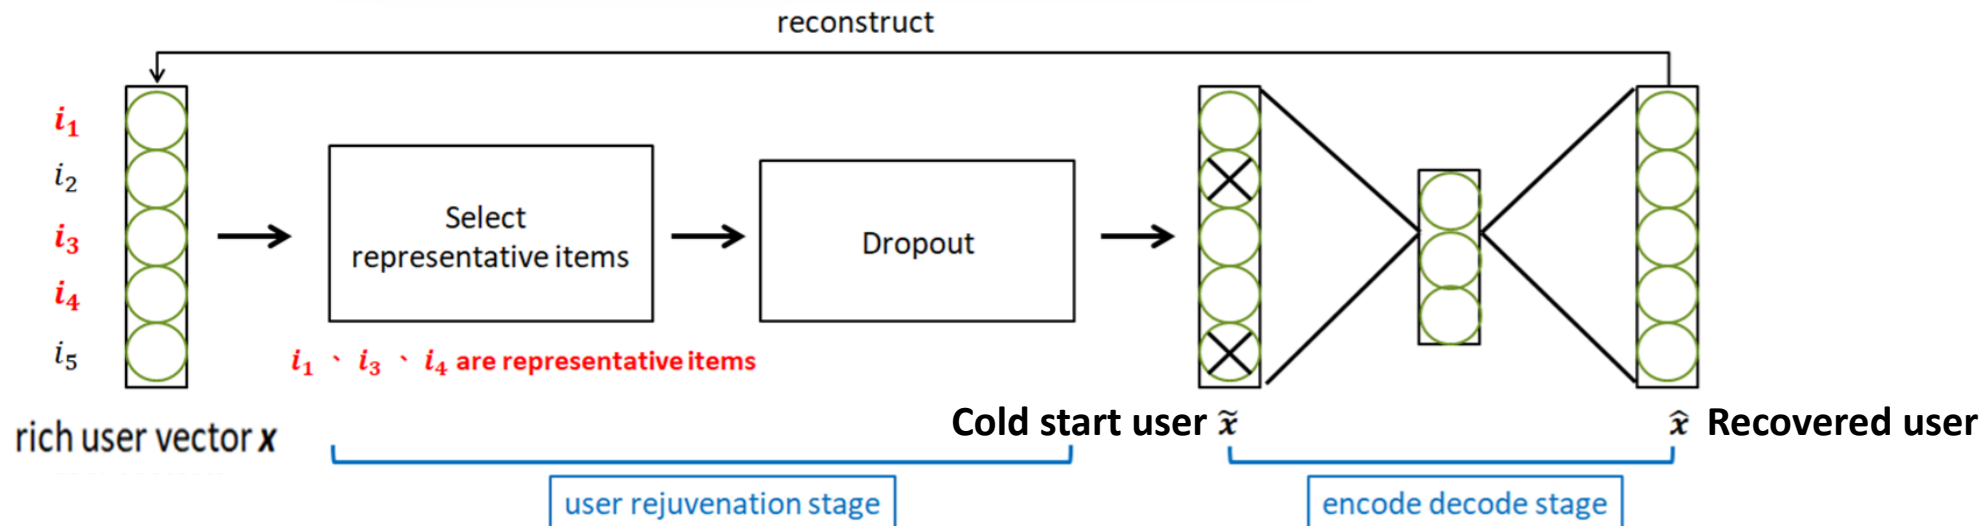 reconstruct
i₁
i₂
i₃
i₄
i₅
Select
representative items
Dropout
i₁ 、 i₃ 、 i₄ are representative items
rich user vector x
Cold start user x̃
x̂ Recovered user
user rejuvenation stage
encode decode stage